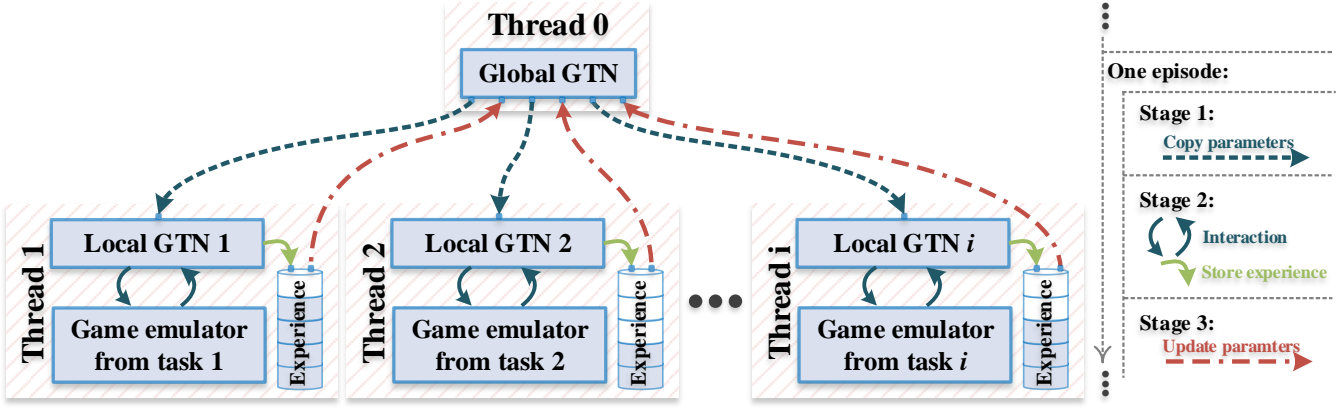 Thread 0
Global GTN
Thread 1
Local GTN 1
Game emulator
from task 1
Experience
Thread 2
Local GTN 2
Game emulator
from task 2
Experience
Thread i
Local GTN i
Game emulator
from task i
Experience
One episode:
Stage 1:
Copy parameters
Stage 2:
Interaction
Store experience
Stage 3:
Update paramters